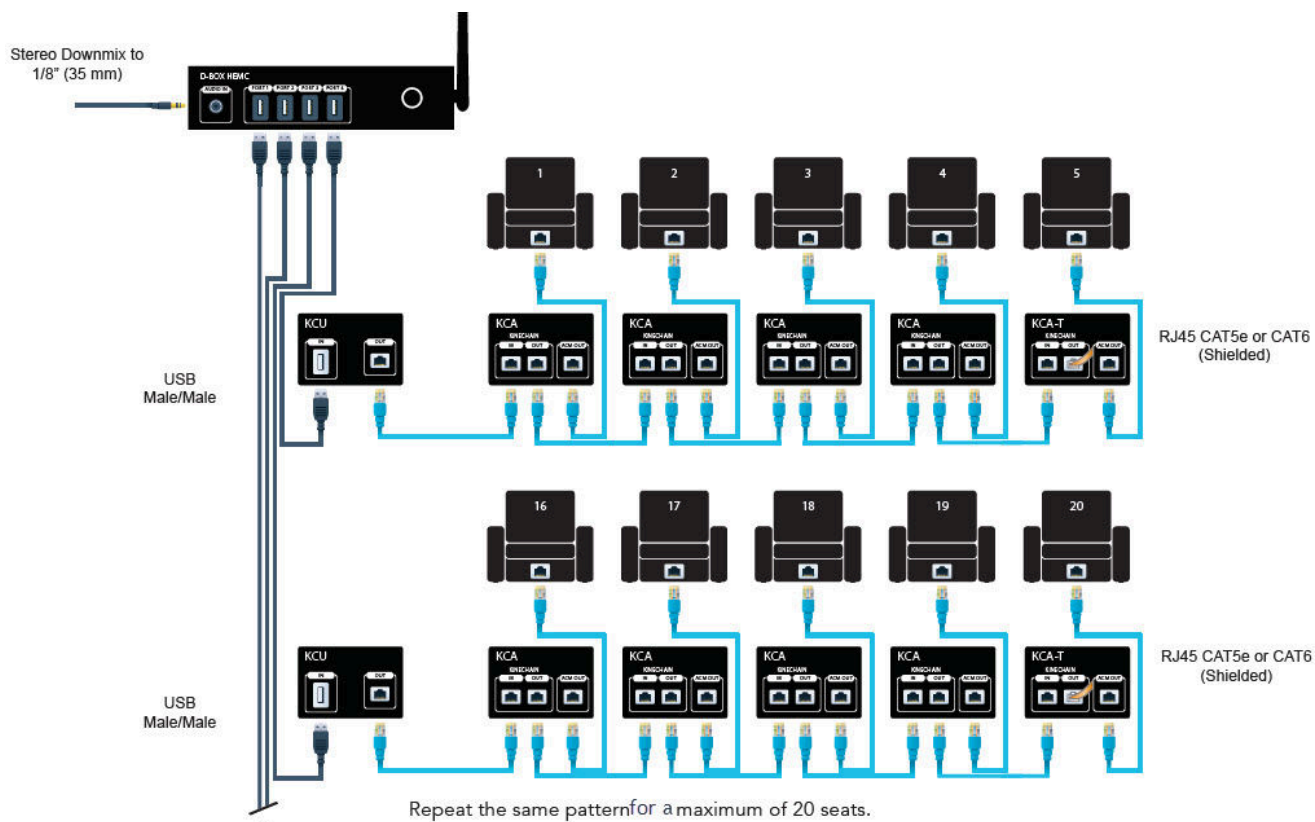 Stereo Downmix to
1/8" (35 mm)
D-BOX HEMC
AUDIO IN
PORT 1 PORT 2 PORT 3 PORT 4
1 2 3 4 5
KCU
IN OUT
KCA
KINECHAIN
IN OUT ACM OUT
KCA
KINECHAIN
IN OUT ACM OUT
KCA
KINECHAIN
IN OUT ACM OUT
KCA
KINECHAIN
IN OUT ACM OUT
KCA-T
KINECHAIN
IN OUT ACM OUT
RJ45 CAT5e or CAT6
(Shielded)
USB
Male/Male
16 17 18 19 20
KCU
IN OUT
KCA
KINECHAIN
IN OUT ACM OUT
KCA
KINECHAIN
IN OUT ACM OUT
KCA
KINECHAIN
IN OUT ACM OUT
KCA
KINECHAIN
IN OUT ACM OUT
KCA-T
KINECHAIN
IN OUT ACM OUT
RJ45 CAT5e or CAT6
(Shielded)
USB
Male/Male
Repeat the same pattern for a maximum of 20 seats.